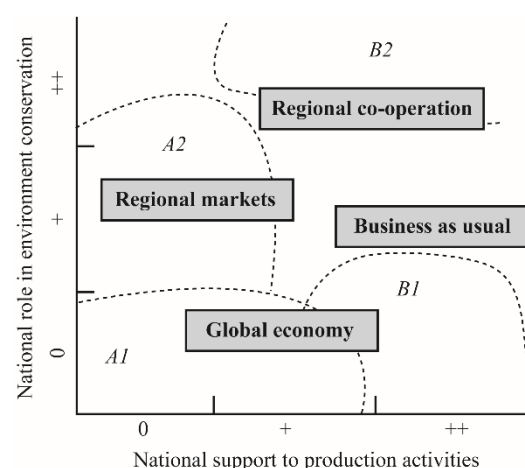 B2
++
Regional co-operation
A2
Regional markets
+
Business as usual
B1
Global economy
A1
0
National role in environment conservation
0
+
++
National support to production activities